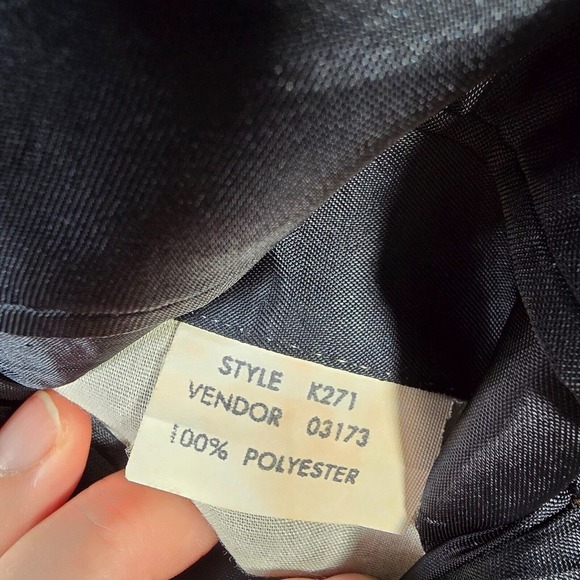 STYLE K271
VENDOR 03173
100% POLYESTER